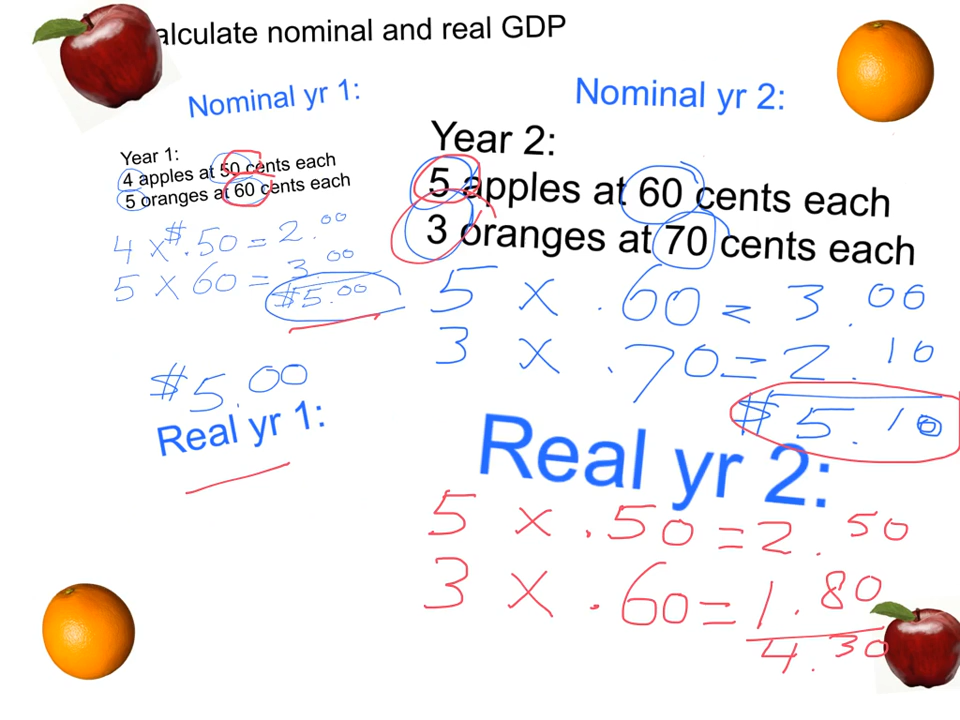 alculate nominal and real GDP
Nominal yr 1:
Year 1:
4 apples at 50 cents each
5 oranges at 60 cents each
4 x $.50 = 2.00
5 x 60 = 3.00
$5.00
$5.00
Real yr 1:
Nominal yr 2:
Year 2:
5 apples at 60 cents each
3 oranges at 70 cents each
5 x .60 = 3.00
3 x .70 = 2.10
$5.10
Real yr 2:
5 x .50 = 2.50
3 x .60 = 1.80
4.30